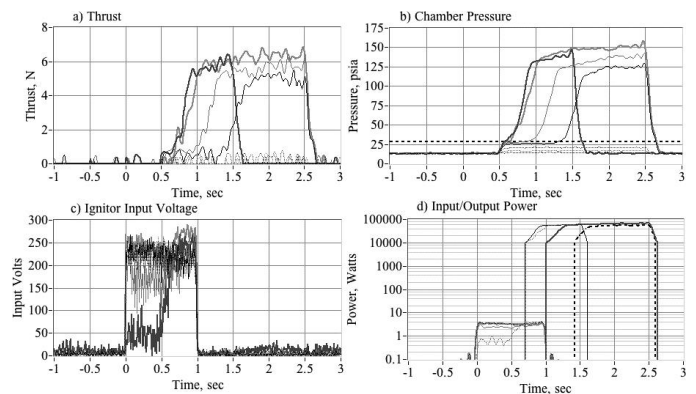 a) Thrust
b) Chamber Pressure
Thrust, N
8
6
4
2
0
-1 -0.5 0 0.5 1 1.5 2 2.5 3
Time, sec
Pressure, psia
175
150
125
100
75
50
25
0
-1 -0.5 0 0.5 1 1.5 2 2.5 3
Time, sec
c) Ignitor Input Voltage
d) Input/Output Power
Input Volts
300
250
200
150
100
50
0
-1 -0.5 0 0.5 1 1.5 2 2.5 3
Time, sec
Power, Watts
100000
10000
1000
100
10
1
0.1
-1 -0.5 0 0.5 1 1.5 2 2.5 3
Time, sec